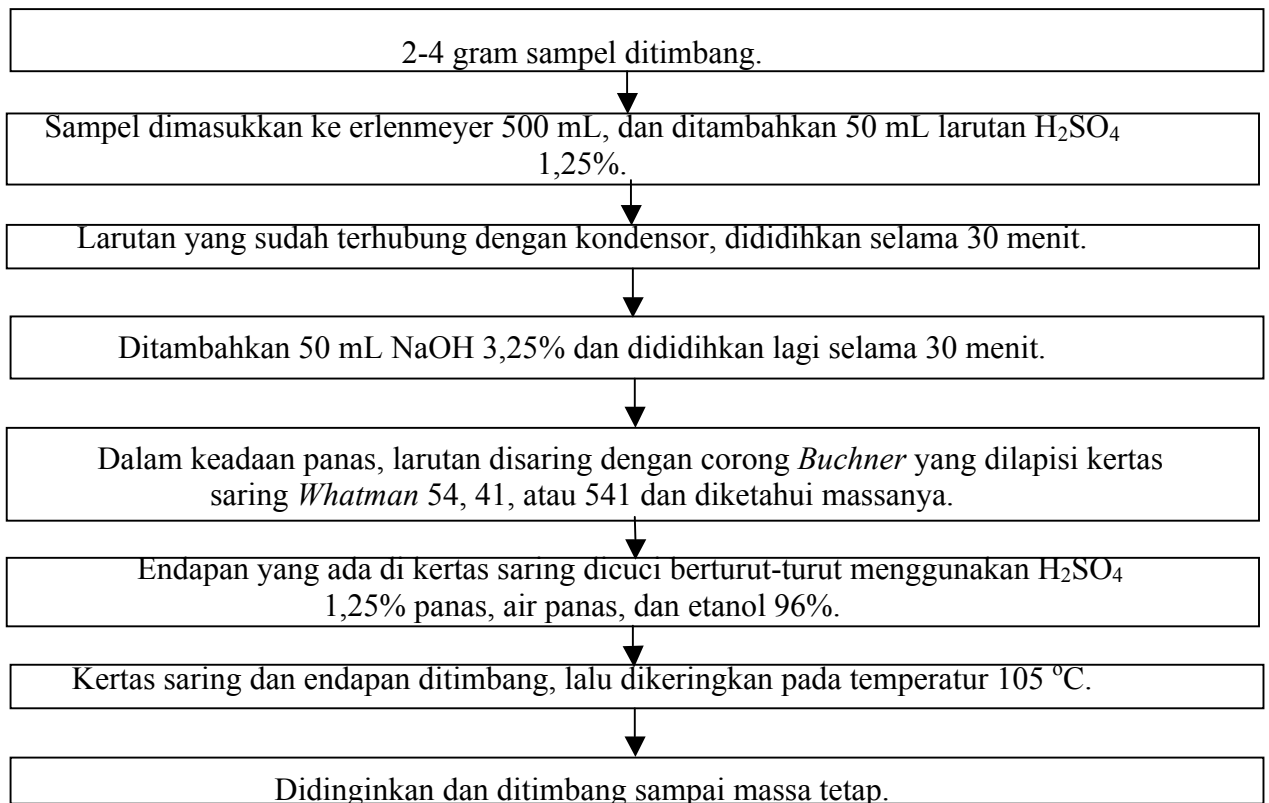 2-4 gram sampel ditimbang.
Sampel dimasukkan ke erlenmeyer 500 mL, dan ditambahkan 50 mL larutan H₂SO₄
1,25%.
Larutan yang sudah terhubung dengan kondensor, dididihkan selama 30 menit.
Ditambahkan 50 mL NaOH 3,25% dan dididihkan lagi selama 30 menit.
Dalam keadaan panas, larutan disaring dengan corong Buchner yang dilapisi kertas
saring Whatman 54, 41, atau 541 dan diketahui massanya.
Endapan yang ada di kertas saring dicuci berturut-turut menggunakan H₂SO₄
1,25% panas, air panas, dan etanol 96%.
Kertas saring dan endapan ditimbang, lalu dikeringkan pada temperatur 105 ᵒC.
Didinginkan dan ditimbang sampai massa tetap.